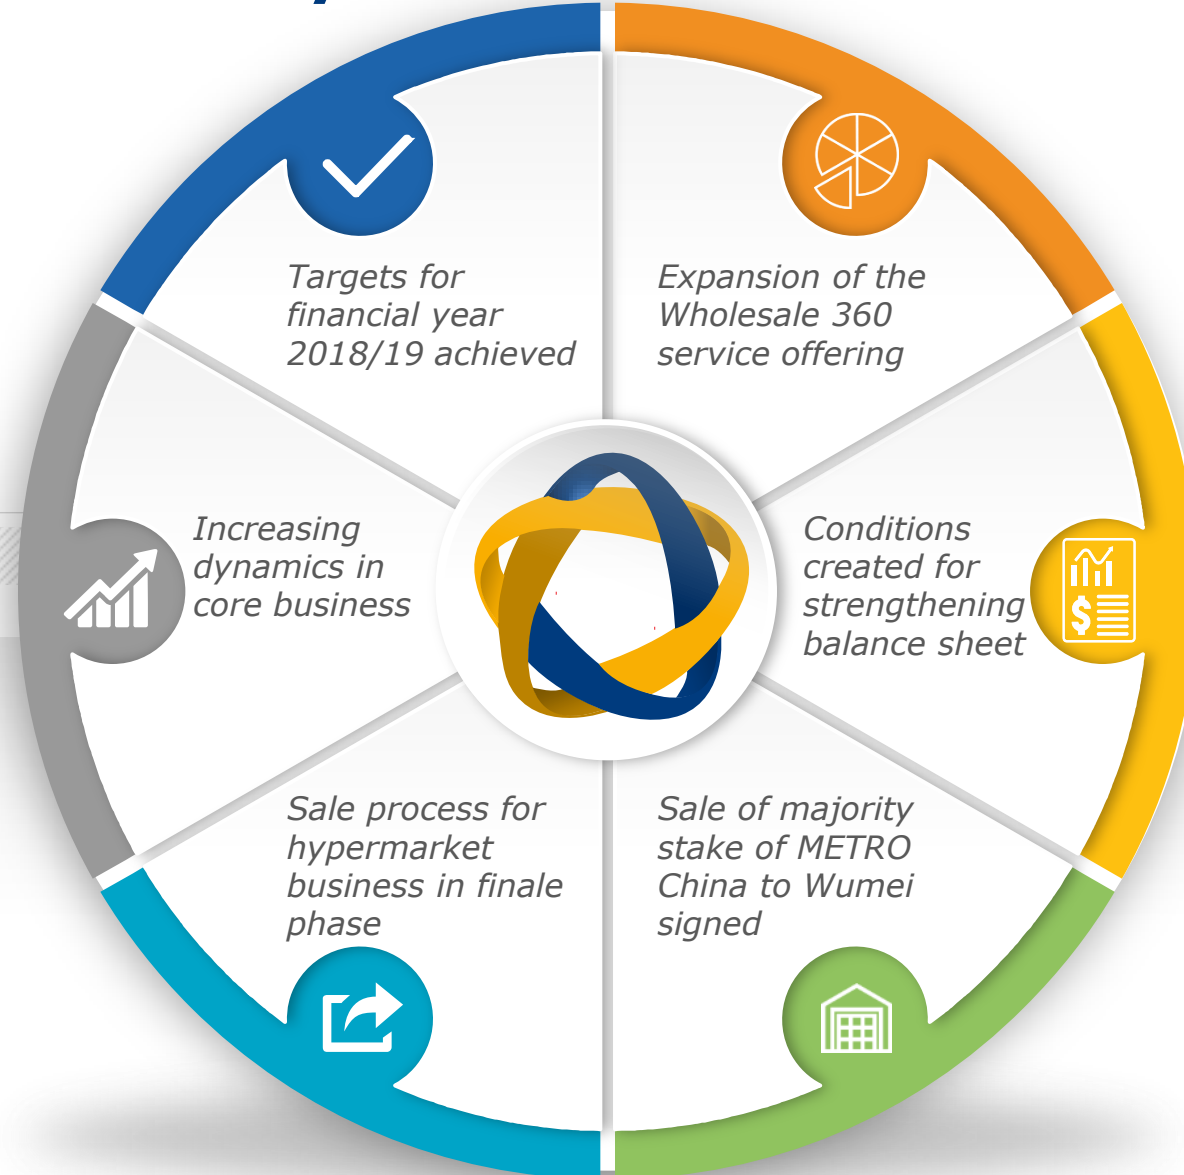 Targets for
financial year
2018/19 achieved
Expansion of the
Wholesale 360
service offering
Increasing
dynamics in
core business
Conditions
created for
strengthening
balance sheet
Sale process for
hypermarket
business in finale
phase
Sale of majority
stake of METRO
China to Wumei
signed
$